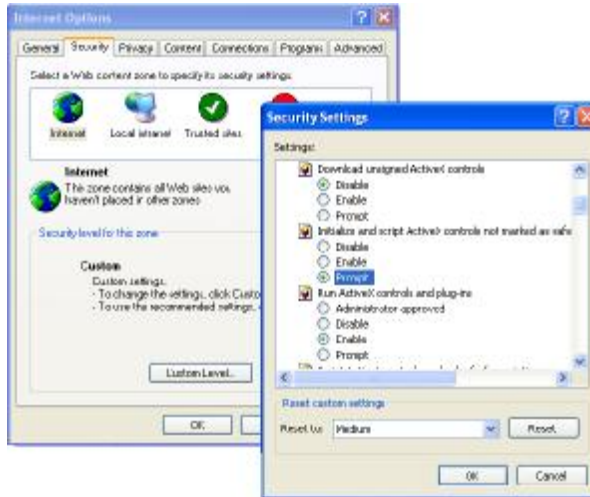 Internet Options
General Security Privacy Content Connections Programs Advanced
Select a Web content zone to specify its security settings.
Internet Local intranet Trusted sites
Internet
This zone contains all Web sites you
haven't placed in other zones
Security level for this zone
Custom
Custom settings.
- To change the settings, click Custo
- To use the recommended settings,
Custom Level...
OK
Security Settings
Settings:
Download unsigned ActiveX controls
Disable
Enable
Prompt
Initialize and script ActiveX controls not marked as safe
Disable
Enable
Prompt
Run ActiveX controls and plug-ins
Administrator approved
Disable
Enable
Prompt
Reset custom settings
Reset to: Medium Reset
OK Cancel